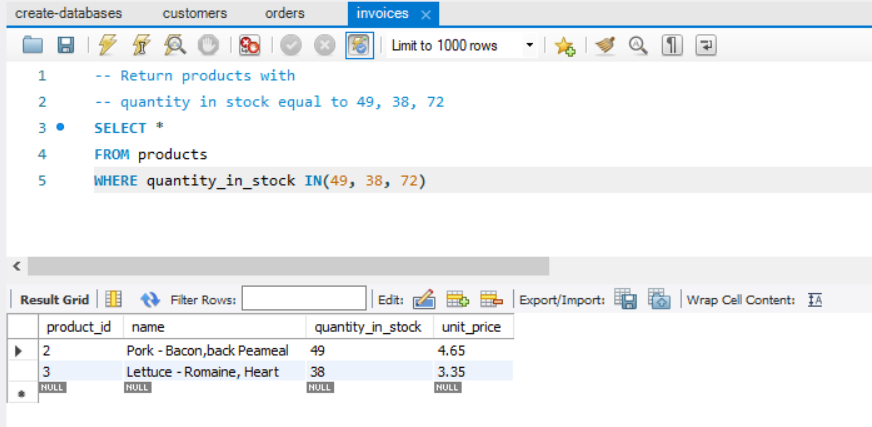 create-databases customers orders invoices ×
Limit to 1000 rows
1 -- Return products with
2 -- quantity in stock equal to 49, 38, 72
3 SELECT *
4 FROM products
5 WHERE quantity_in_stock IN(49, 38, 72)
Result Grid Filter Rows: Edit: Export/Import: Wrap Cell Content: IA
product_id name quantity_in_stock unit_price
2 Pork - Bacon,back Peameal 49 4.65
3 Lettuce - Romaine, Heart 38 3.35
NULL NULL NULL NULL